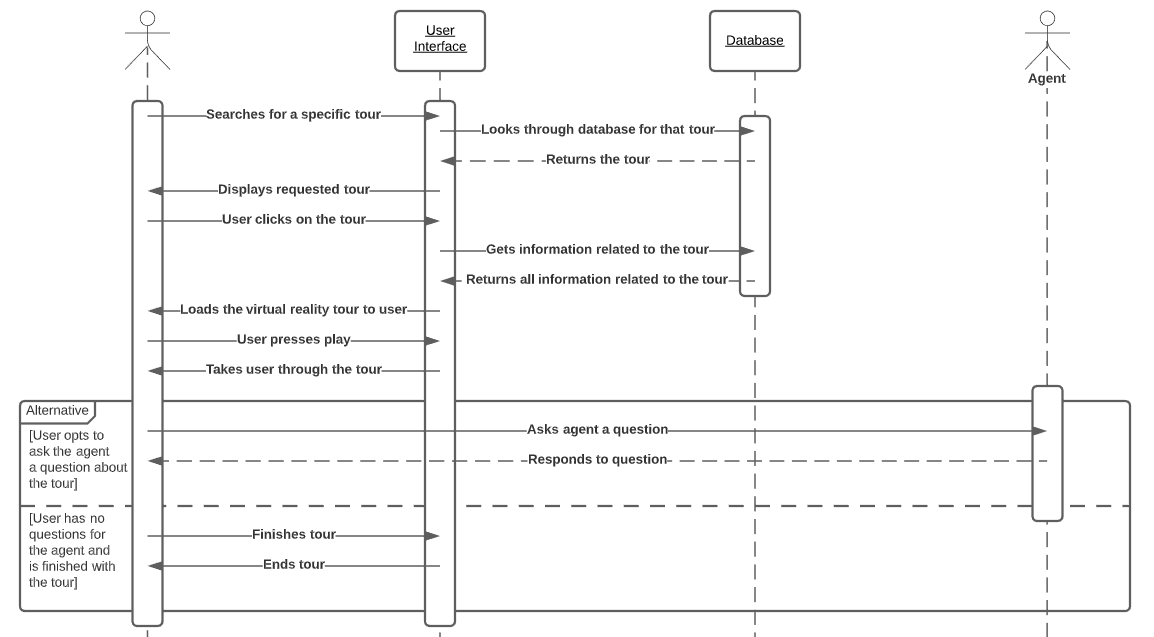 User
Interface
Database
Agent
Searches for a specific tour
Looks through database for that tour
Returns the tour
Displays requested tour
User clicks on the tour
Gets information related to the tour
Returns all information related to the tour
Loads the virtual reality tour to user
User presses play
Takes user through the tour
Alternative
[User opts to
ask the agent
a question about
the tour]
Asks agent a question
Responds to question
[User has no
questions for
the agent and
is finished with
the tour]
Finishes tour
Ends tour